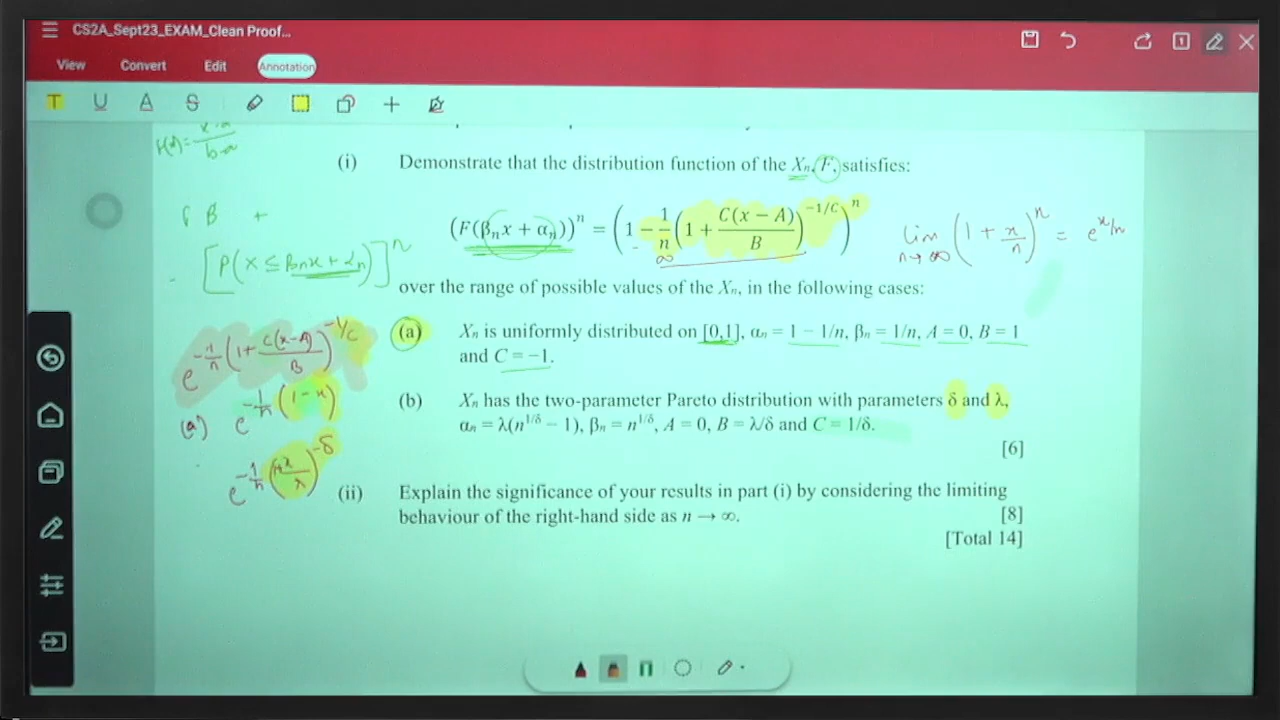 CS2A_Sept23_EXAM_Clean Proof...
View Convert Edit Annotation
(i) Demonstrate that the distribution function of the Xₙ, F, satisfies:
(F(βₙx + αₙ))ⁿ = (1 − 1/n (1 + C(x − A)/B)^(−1/C))^n
lim n→∞ (1 + x/n)^n = e^x/n
[P(X ≤ βₙx + αₙ)]^n
over the range of possible values of the Xₙ, in the following cases:
(a) Xₙ is uniformly distributed on [0,1], αₙ = 1 − 1/n, βₙ = 1/n, A = 0, B = 1
and C = −1.
e^−1/n (1 + C(x−A)/B)^−1/C
(a) e^−1/n (1−x)
(b) Xₙ has the two-parameter Pareto distribution with parameters δ and λ,
αₙ = λ(n^1/δ − 1), βₙ = n^1/δ, A = 0, B = λ/δ and C = 1/δ.
[6]
(ii) Explain the significance of your results in part (i) by considering the limiting
behaviour of the right-hand side as n → ∞.
[8]
[Total 14]